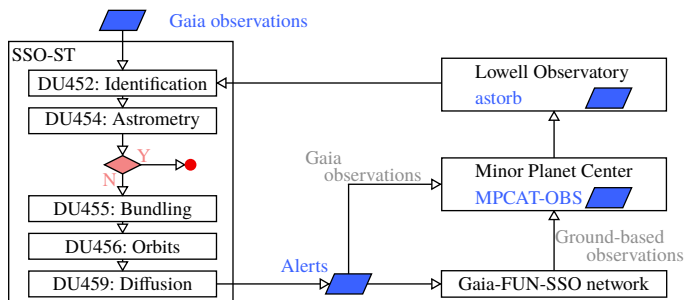 Gaia observations
SSO-ST
DU452: Identification
DU454: Astrometry
Y
N
DU455: Bundling
DU456: Orbits
DU459: Diffusion
Alerts
Gaia
observations
Lowell Observatory
astorb
Minor Planet Center
MPCAT-OBS
Ground-based
observations
Gaia-FUN-SSO network